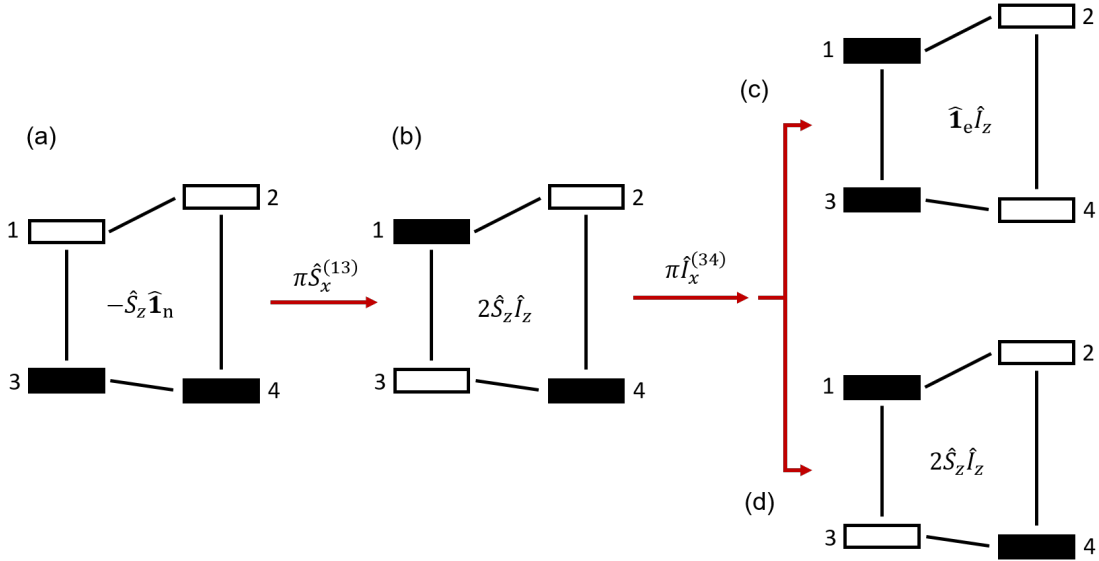 (a)
1
2
3
4
−Ŝ_z 𝟏̂_n
πŜ_x^(13)
(b)
1
2
3
4
2Ŝ_z Î_z
πÎ_x^(34)
(c)
1
2
3
4
𝟏̂_e Î_z
(d)
1
2
3
4
2Ŝ_z Î_z